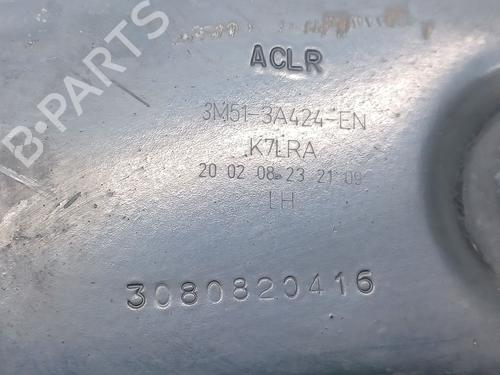 B-PARTS
ACLR
3M51-3A424-EN
K7LRA
20 02 08 23 21 09
LH
3080820416